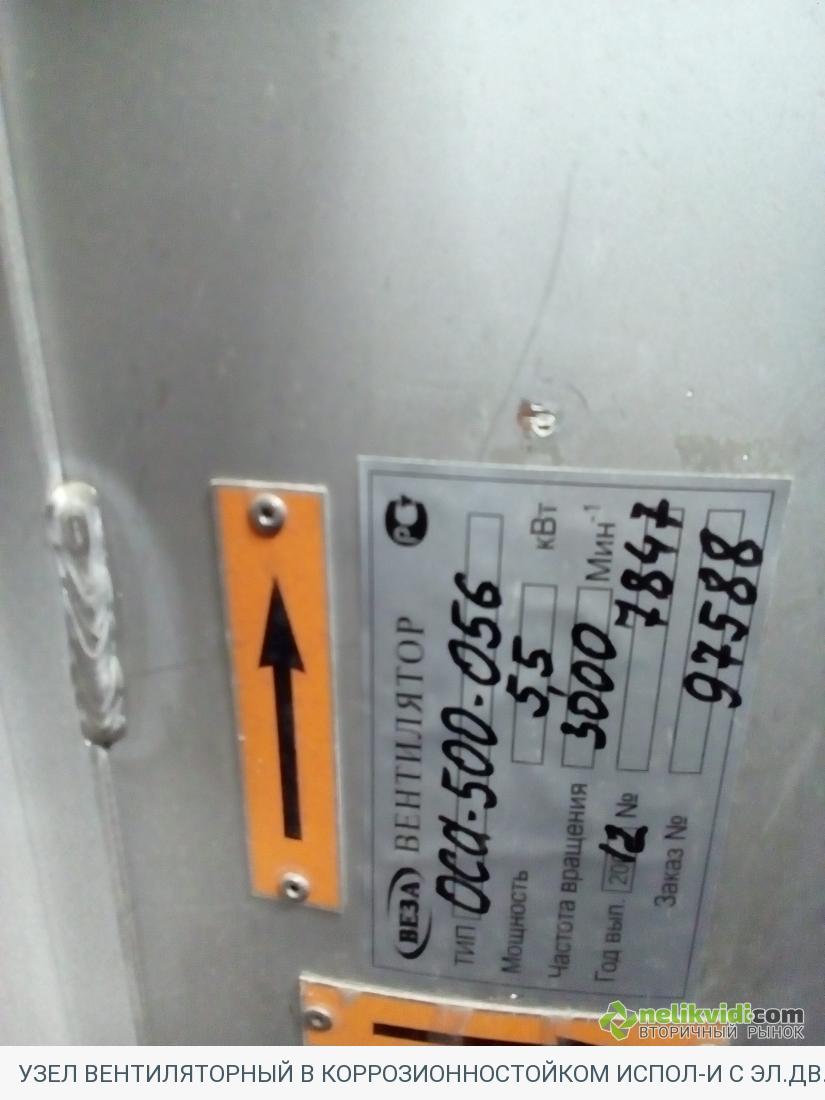 ВЕЗА ВЕНТИЛЯТОР РСТ
Тип ОСА-500-056
Мощность 5,5 кВт
Частота вращения 3000 Мин-1
Год вып. 2012 № 7847
Заказ № 97588
nelikvidi.com
ВТОРИЧНЫЙ РЫНОК
УЗЕЛ ВЕНТИЛЯТОРНЫЙ В КОРРОЗИОННОСТОЙКОМ ИСПОЛ-И С ЭЛ.ДВ.